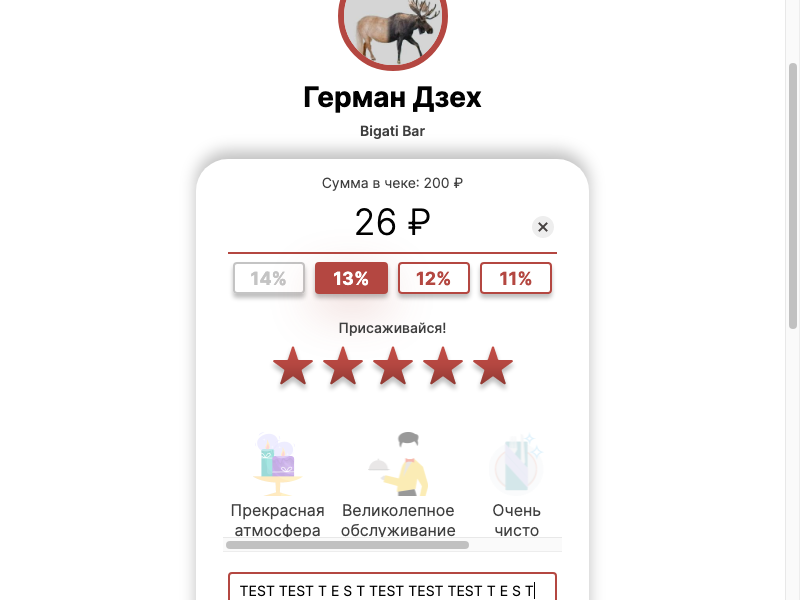 Герман Дзех
Bigati Bar
Сумма в чеке: 200 ₽
26 ₽
14% 13% 12% 11%
Присаживайся!
Прекрасная атмосфера
Великолепное обслуживание
Очень чисто
TEST TEST T E S T TEST TEST TEST T E S T